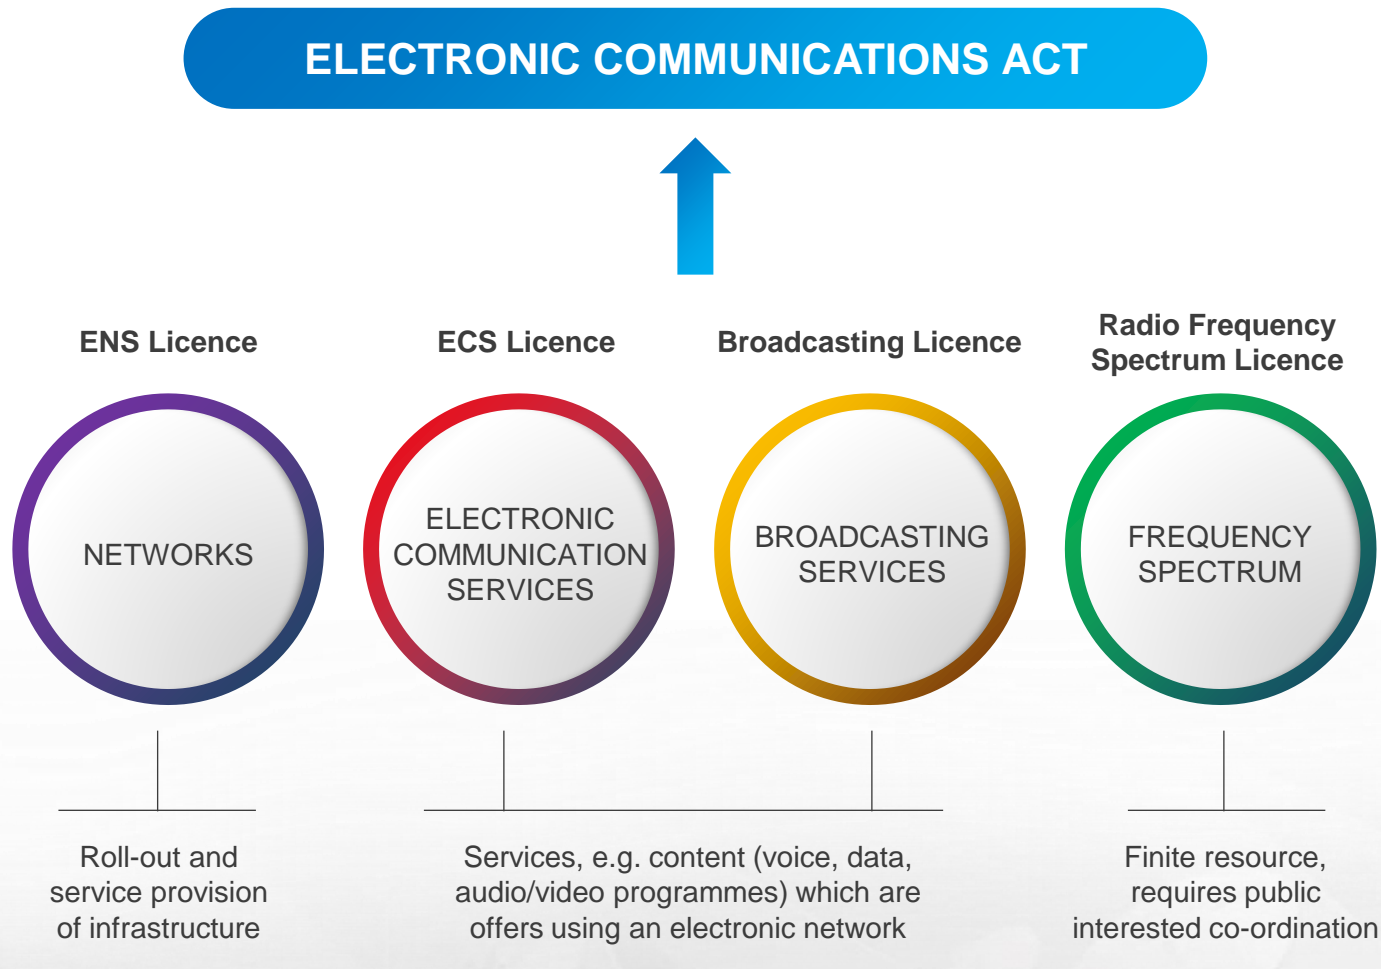 ELECTRONIC COMMUNICATIONS ACT
ENS Licence
NETWORKS
Roll-out and
service provision
of infrastructure
ECS Licence
ELECTRONIC
COMMUNICATION
SERVICES
Broadcasting Licence
BROADCASTING
SERVICES
Services, e.g. content (voice, data,
audio/video programmes) which are
offers using an electronic network
Radio Frequency
Spectrum Licence
FREQUENCY
SPECTRUM
Finite resource,
requires public
interested co-ordination